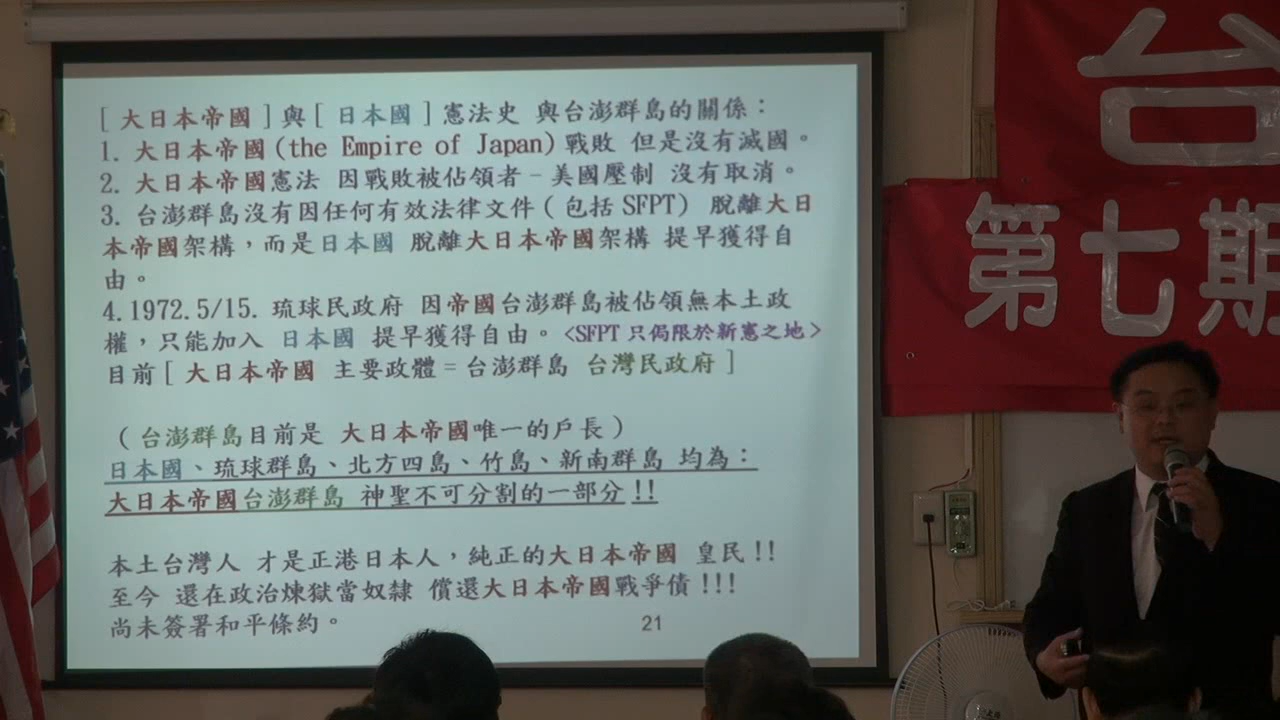 [ 大日本帝國 ] 與 [ 日本國 ] 憲法史 與台澎群島的關係：
1. 大日本帝國 (the Empire of Japan) 戰敗 但是沒有滅國。
2. 大日本帝國憲法 因戰敗被佔領者－美國壓制 沒有取消。
3. 台澎群島沒有因任何有效法律文件 ( 包括 SFPT) 脫離大日
本帝國架構，而是日本國 脫離大日本帝國架構 提早獲得自
由。
4.1972.5/15. 琉球民政府 因帝國台澎群島被佔領無本土政
權，只能加入 日本國 提早獲得自由。<SFPT 只侷限於新憲之地>
目前 [ 大日本帝國 主要政體 = 台澎群島 台灣民政府 ]
( 台澎群島目前是 大日本帝國唯一的戶長 )
日本國、琉球群島、北方四島、竹島、新南群島 均為：
大日本帝國台澎群島 神聖不可分割的一部分 !!
本土台灣人 才是正港日本人，純正的大日本帝國 皇民 !!
至今 還在政治煉獄當奴隸 償還大日本帝國戰爭債 !!!
尚未簽署和平條約。
21
台
第七期